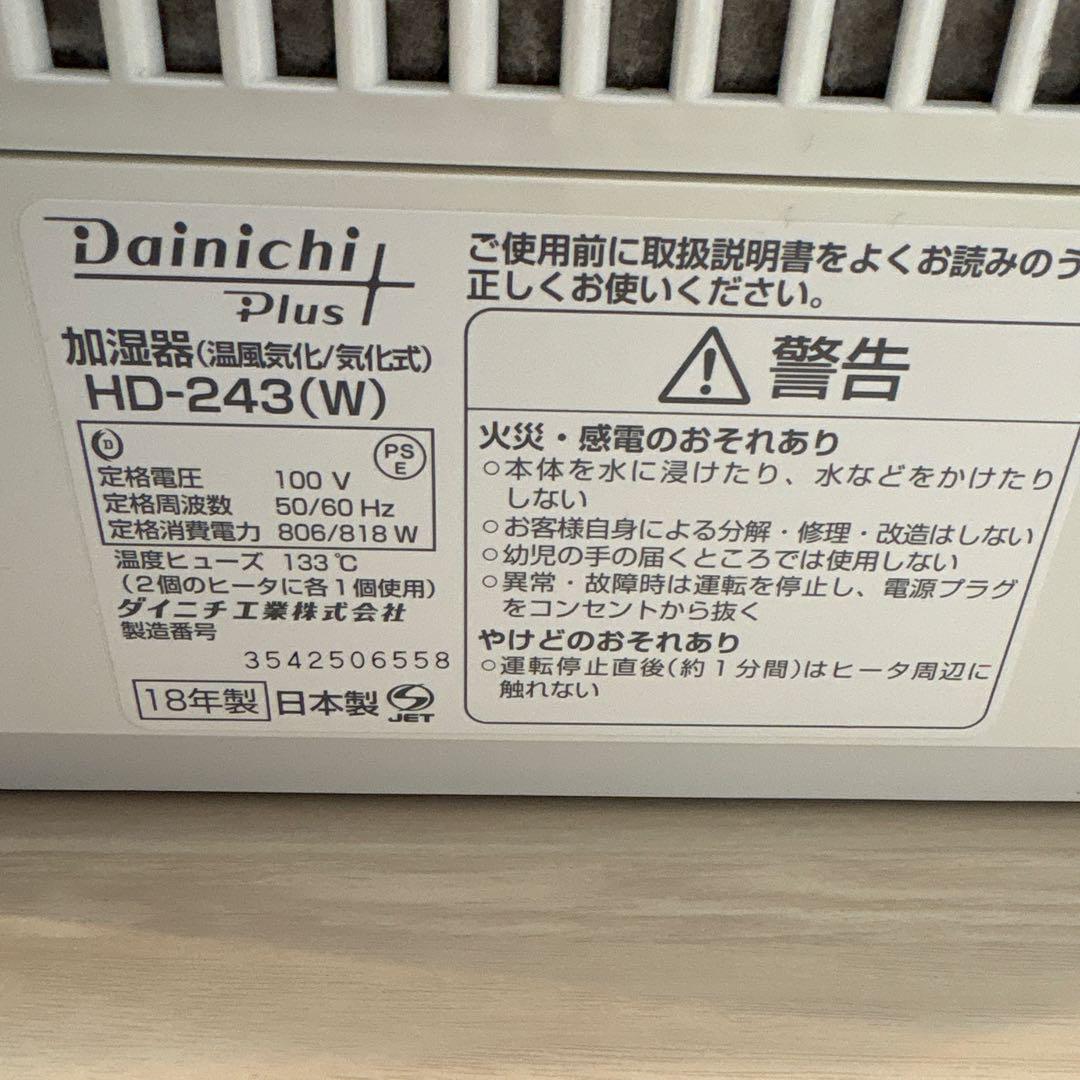 Dainichi
Plus
加湿器(温風気化/気化式)
HD-243(W)
D
PS
E
定格電圧 100 V
定格周波数 50/60 Hz
定格消費電力 806/818 W
温度ヒューズ 133℃
(2個のヒータに各1個使用)
ダイニチ工業株式会社
製造番号
3542506558
18年製 日本製 JET
ご使用前に取扱説明書をよくお読みのう
正しくお使いください。
警告
火災・感電のおそれあり
○本体を水に浸けたり、水などをかけたり
しない
○お客様自身による分解・修理・改造はしない
○幼児の手の届くところでは使用しない
○異常・故障時は運転を停止し、電源プラグ
をコンセントから抜く
やけどのおそれあり
○運転停止直後(約1分間)はヒータ周辺に
触れない